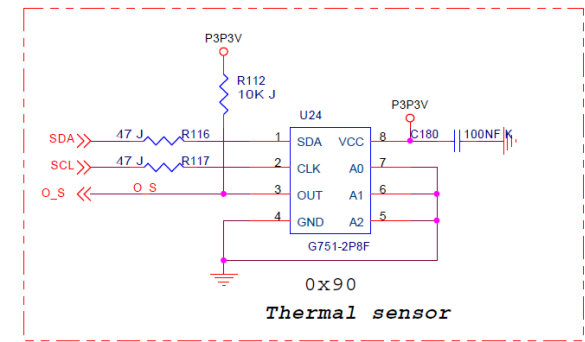 P3P3V
R112
10K J
U24
P3P3V
SDA 47 J R116 1 SDA VCC 8 C180 100NF K
SCL 47 J R117 2 CLK A0 7
O_S O_S 3 OUT A1 6
4 GND A2 5
G751-2P8F
0x90
Thermal sensor